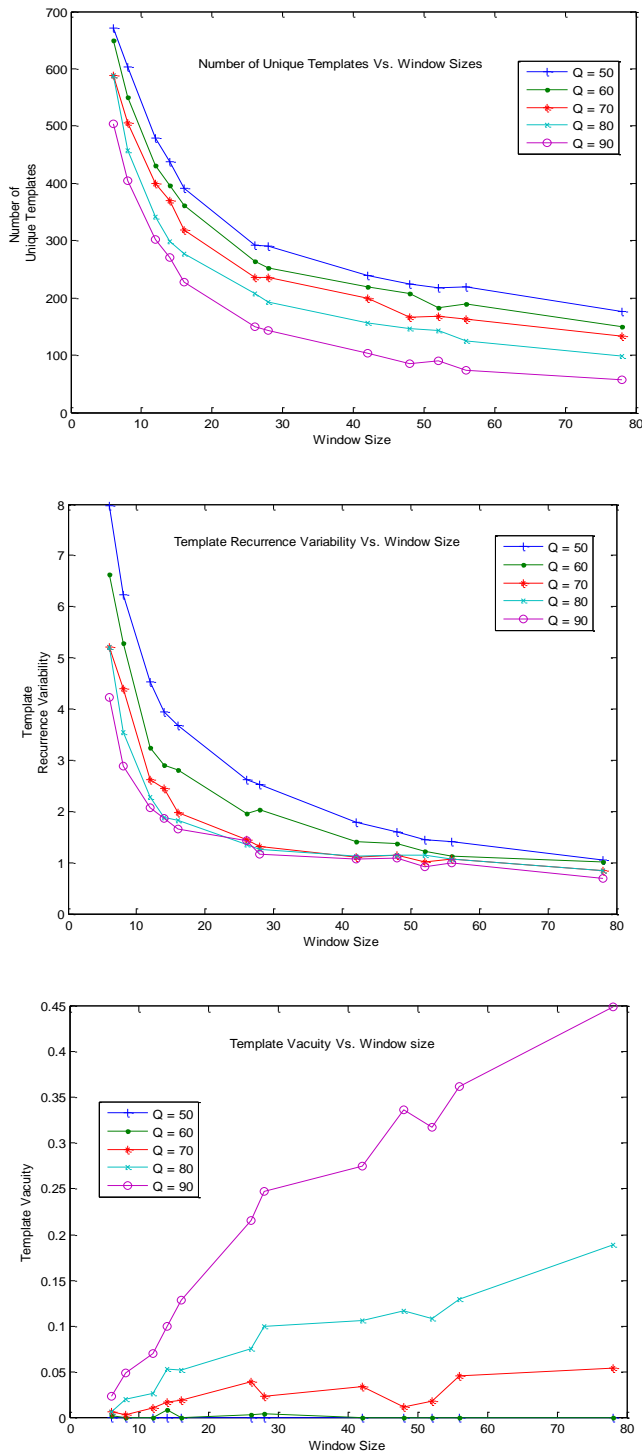 700
600
500
400
300
200
100
0
Number of Unique Templates Vs. Window Sizes
Q = 50
Q = 60
Q = 70
Q = 80
Q = 90
Number of
Unique Templates
0 10 20 30 40 50 60 70 80
Window Size
8
7
6
5
4
3
2
1
0
Template Recurrence Variability Vs. Window Size
Q = 50
Q = 60
Q = 70
Q = 80
Q = 90
Template
Recurrence Variability
0 10 20 30 40 50 60 70 80
Window Size
0.45
0.4
0.35
0.3
0.25
0.2
0.15
0.1
0.05
0
Template Vacuity Vs. Window size
Q = 50
Q = 60
Q = 70
Q = 80
Q = 90
Template Vacuity
0 10 20 30 40 50 60 70 80
Window Size